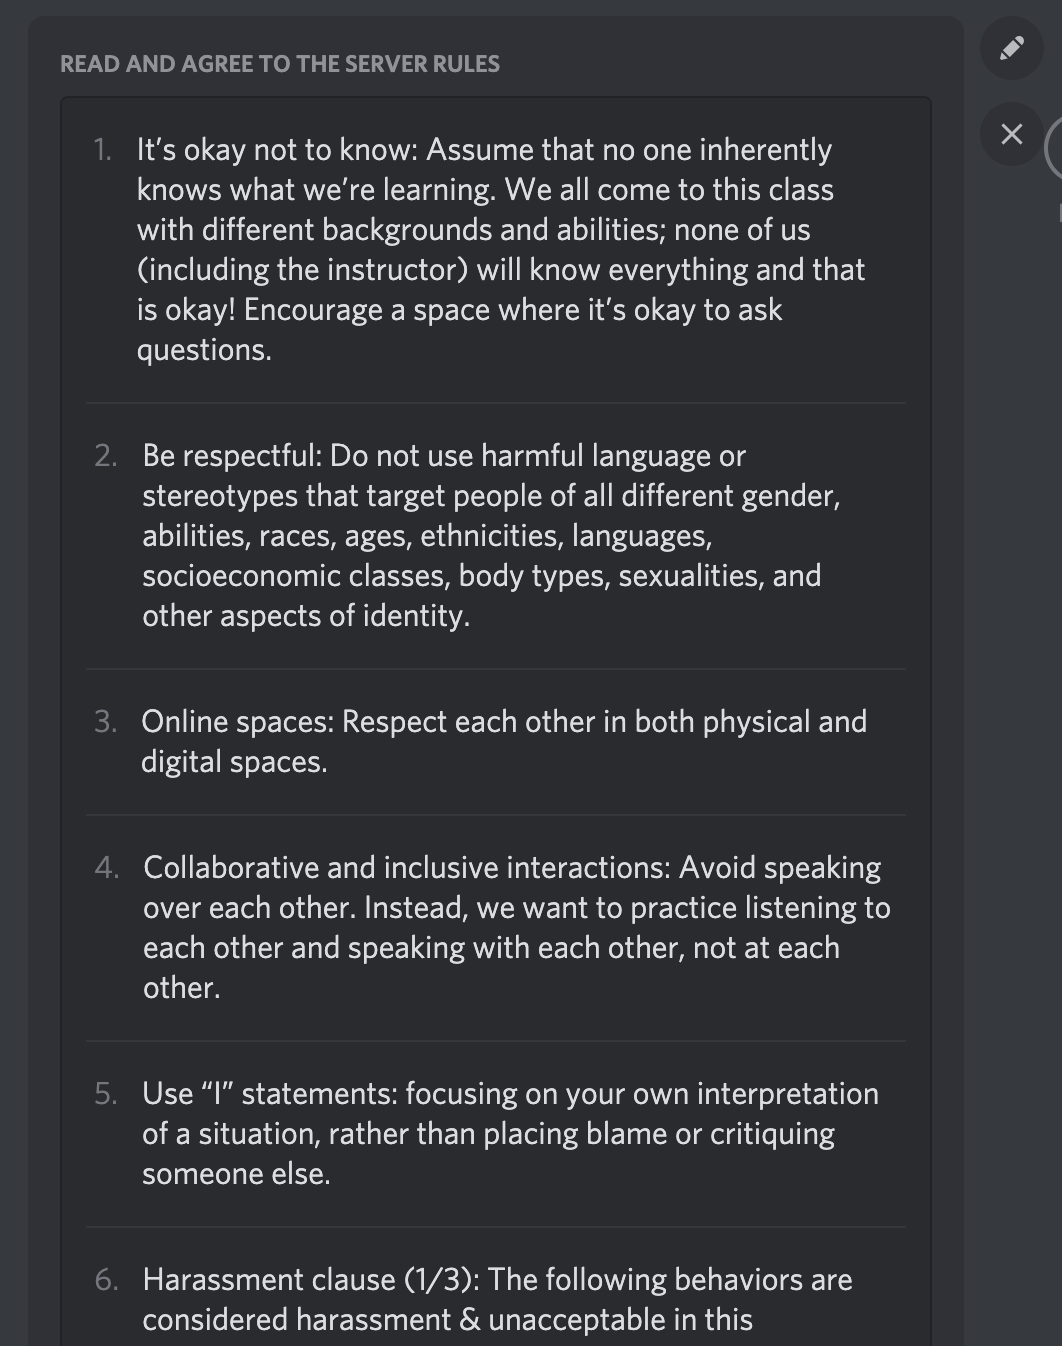 READ AND AGREE TO THE SERVER RULES
1. It’s okay not to know: Assume that no one inherently
knows what we’re learning. We all come to this class
with different backgrounds and abilities; none of us
(including the instructor) will know everything and that
is okay! Encourage a space where it’s okay to ask
questions.
2. Be respectful: Do not use harmful language or
stereotypes that target people of all different gender,
abilities, races, ages, ethnicities, languages,
socioeconomic classes, body types, sexualities, and
other aspects of identity.
3. Online spaces: Respect each other in both physical and
digital spaces.
4. Collaborative and inclusive interactions: Avoid speaking
over each other. Instead, we want to practice listening to
each other and speaking with each other, not at each
other.
5. Use “I” statements: focusing on your own interpretation
of a situation, rather than placing blame or critiquing
someone else.
6. Harassment clause (1/3): The following behaviors are
considered harassment & unacceptable in this